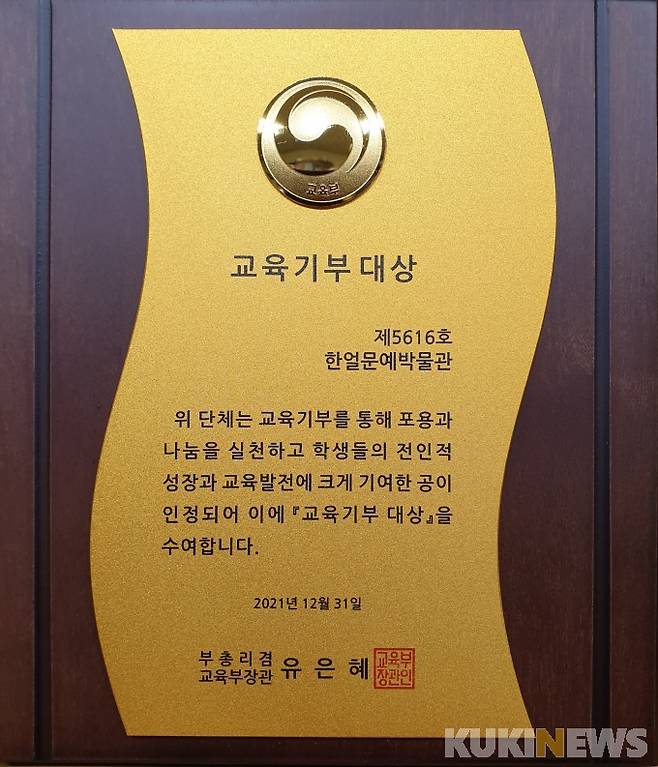 교육부
교육기부 대상
제5616호
한얼문예박물관
위 단체는 교육기부를 통해 포용과
나눔을 실천하고 학생들의 전인적
성장과 교육발전에 크게 기여한 공이
인정되어 이에 『교육기부 대상』을
수여합니다.
2021년 12월 31일
부총리겸
교육부장관 유은혜
교육부
장관인
KUKINEWS